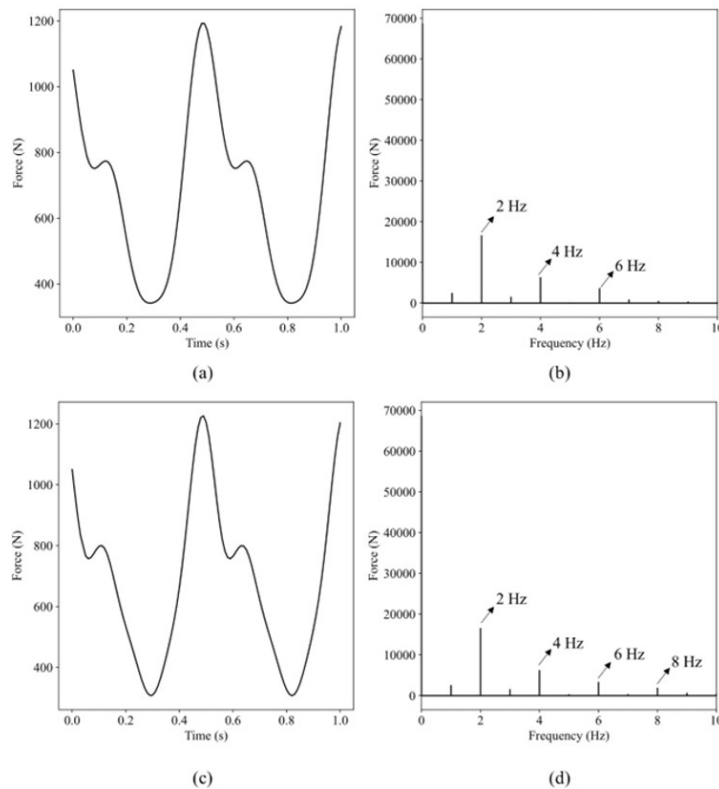 1200
1000
800
600
400
Force (N)
0.0 0.2 0.4 0.6 0.8 1.0
Time (s)
(a)
70000
60000
50000
40000
30000
20000
10000
0
Force (N)
2 Hz
4 Hz
6 Hz
0 2 4 6 8 10
Frequency (Hz)
(b)
1200
1000
800
600
400
Force (N)
0.0 0.2 0.4 0.6 0.8 1.0
Time (s)
(c)
70000
60000
50000
40000
30000
20000
10000
0
Force (N)
2 Hz
4 Hz
6 Hz
8 Hz
0 2 4 6 8 10
Frequency (Hz)
(d)